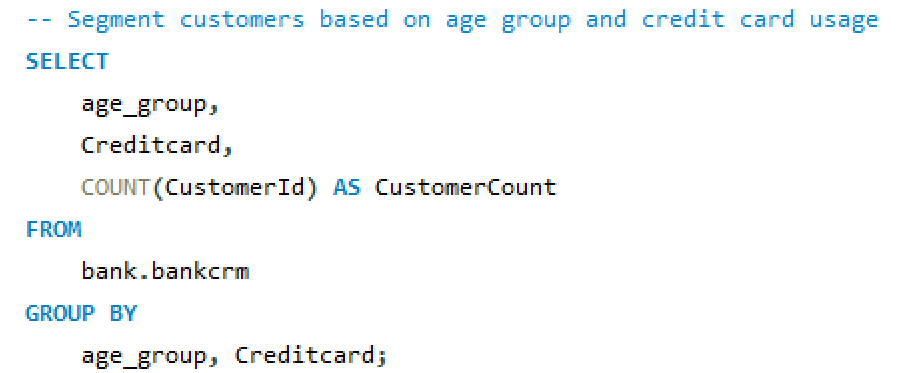 -- Segment customers based on age group and credit card usage
SELECT
    age_group,
    Creditcard,
    COUNT(CustomerId) AS CustomerCount
FROM
    bank.bankcrm
GROUP BY
    age_group, Creditcard;